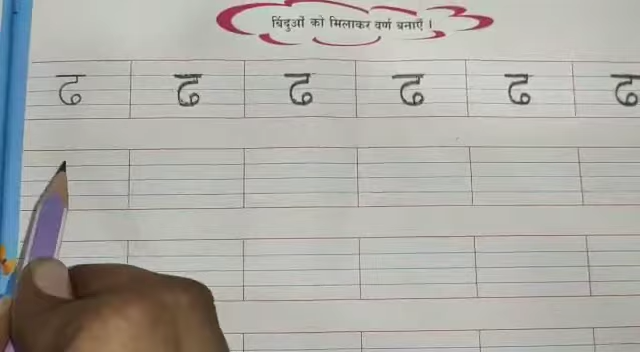 बिंदुओं को मिलाकर वर्ण बनाएँ ।
ढ ढ ढ ढ ढ ढ